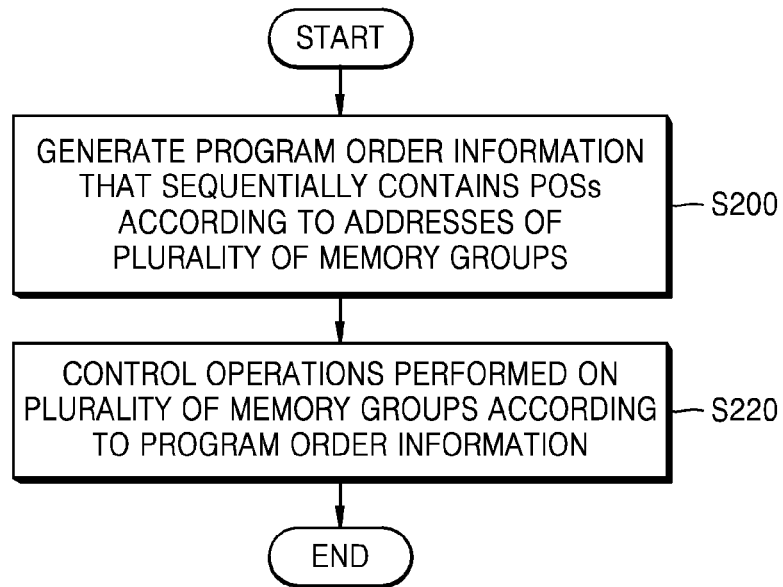 START
GENERATE PROGRAM ORDER INFORMATION
THAT SEQUENTIALLY CONTAINS POSs
ACCORDING TO ADDRESSES OF
PLURALITY OF MEMORY GROUPS
S200
CONTROL OPERATIONS PERFORMED ON
PLURALITY OF MEMORY GROUPS ACCORDING
TO PROGRAM ORDER INFORMATION
S220
END